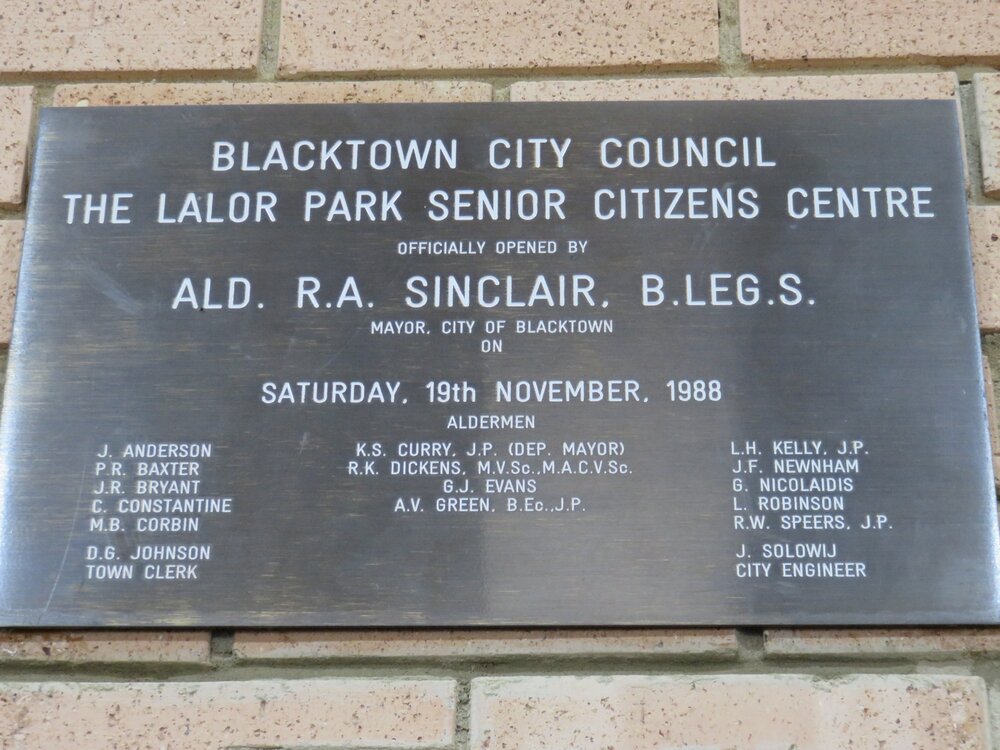 BLACKTOWN CITY COUNCIL
THE LALOR PARK SENIOR CITIZENS CENTRE
OFFICIALLY OPENED BY
ALD. R.A. SINCLAIR, B.LEG.S.
MAYOR, CITY OF BLACKTOWN
ON
SATURDAY, 19th NOVEMBER, 1988
ALDERMEN
J. ANDERSON
P.R. BAXTER
J.R. BRYANT
C. CONSTANTINE
M.B. CORBIN
K.S. CURRY, J.P. (DEP. MAYOR)
R.K. DICKENS, M.V.Sc.,M.A.C.V.Sc.
G.J. EVANS
A.V. GREEN, B.Ec.,J.P.
L.H. KELLY, J.P.
J.F. NEWNHAM
G. NICOLAIDIS
L. ROBINSON
R.W. SPEERS, J.P.
D.G. JOHNSON
TOWN CLERK
J. SOLOWIJ
CITY ENGINEER